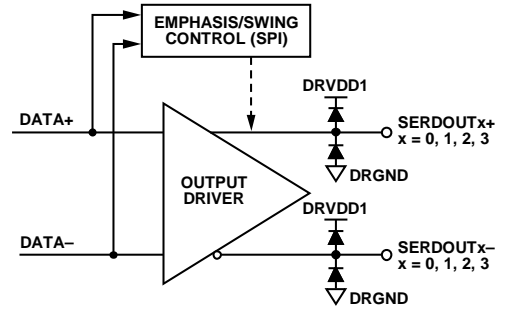 EMPHASIS/SWING
CONTROL (SPI)
DRVDD1
DATA+
SERDOUTx+
x = 0, 1, 2, 3
DRGND
OUTPUT
DRIVER
DRVDD1
DATA–
SERDOUTx–
x = 0, 1, 2, 3
DRGND